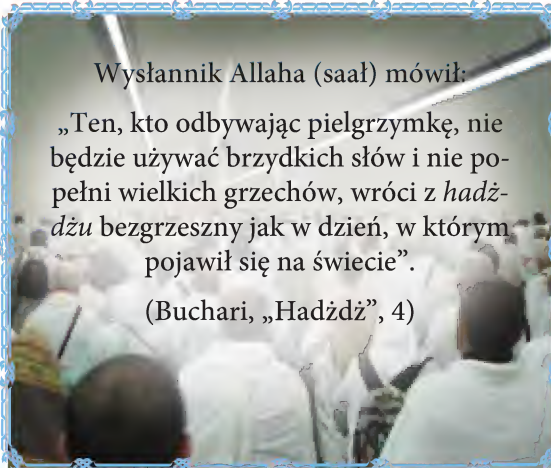 Wysłannik Allaha (saał) mówił:
„Ten, kto odbywając pielgrzymkę, nie
będzie używać brzydkich słów i nie po-
pełni wielkich grzechów, wróci z hadż-
dżu bezgrzeszny jak w dzień, w którym
pojawił się na świecie”.
(Buchari, „Hadżdż”, 4)